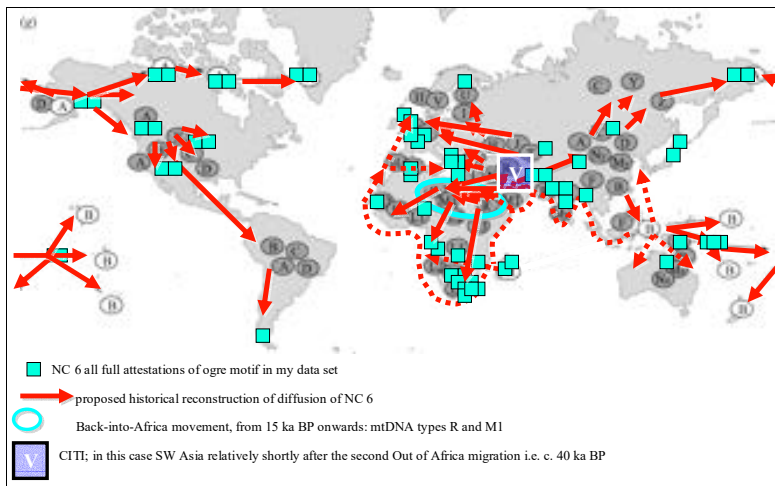 (g)
D
A
A
A
A
D
B
B
B
B
C
A
D
H
V
U
C
Y
Z
A
D
B
B
B
B
B
V
NC 6 all full attestations of ogre motif in my data set
proposed historical reconstruction of diffusion of NC 6
Back-into-Africa movement, from 15 ka BP onwards: mtDNA types R and M1
V CITI; in this case SW Asia relatively shortly after the second Out of Africa migration i.e. c. 40 ka BP